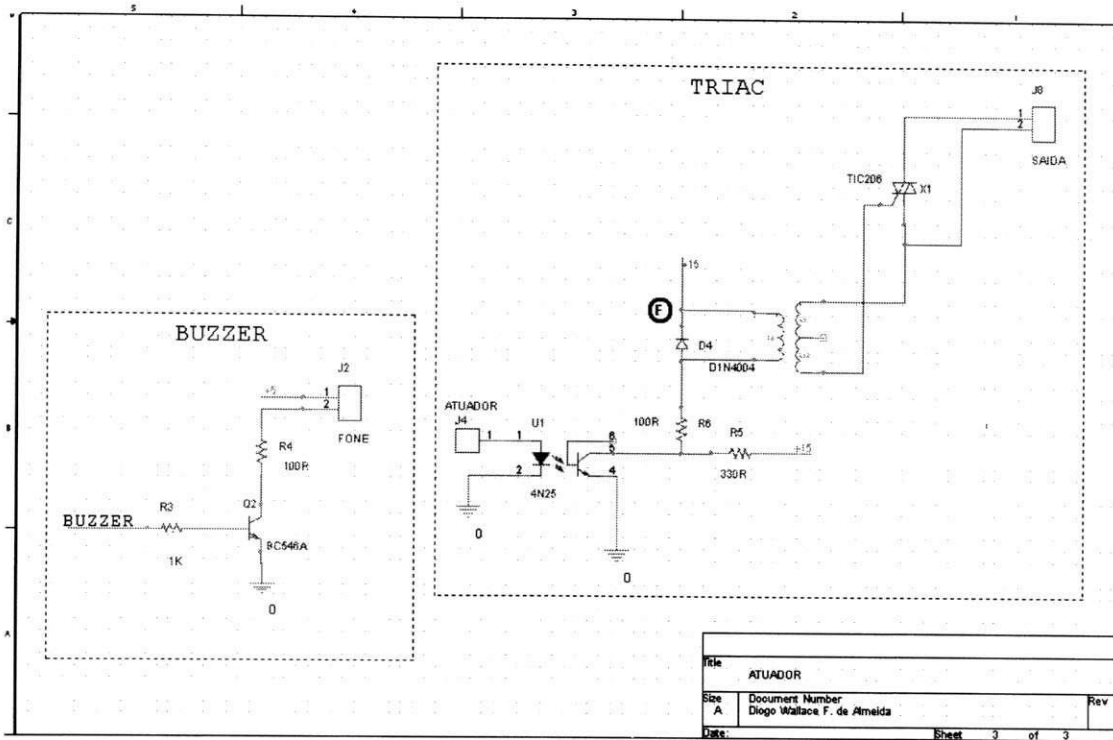 5
4
3
2
1
C
B
A
TRIAC
J8
1
2
SAIDA
TIC206
X1
+15
F
D4
D1N4004
ATUADOR
J4
1
1
2
U1
4N25
6
5
4
100R
R6
R5
330R
+15
0
0
BUZZER
J2
+5
1
2
FONE
R4
100R
Q2
BC546A
R3
BUZZER
1K
0
Title
ATUADOR
Size
A
Document Number
Diogo Wallace F. de Almeida
Rev
Date:
Sheet 3 of 3